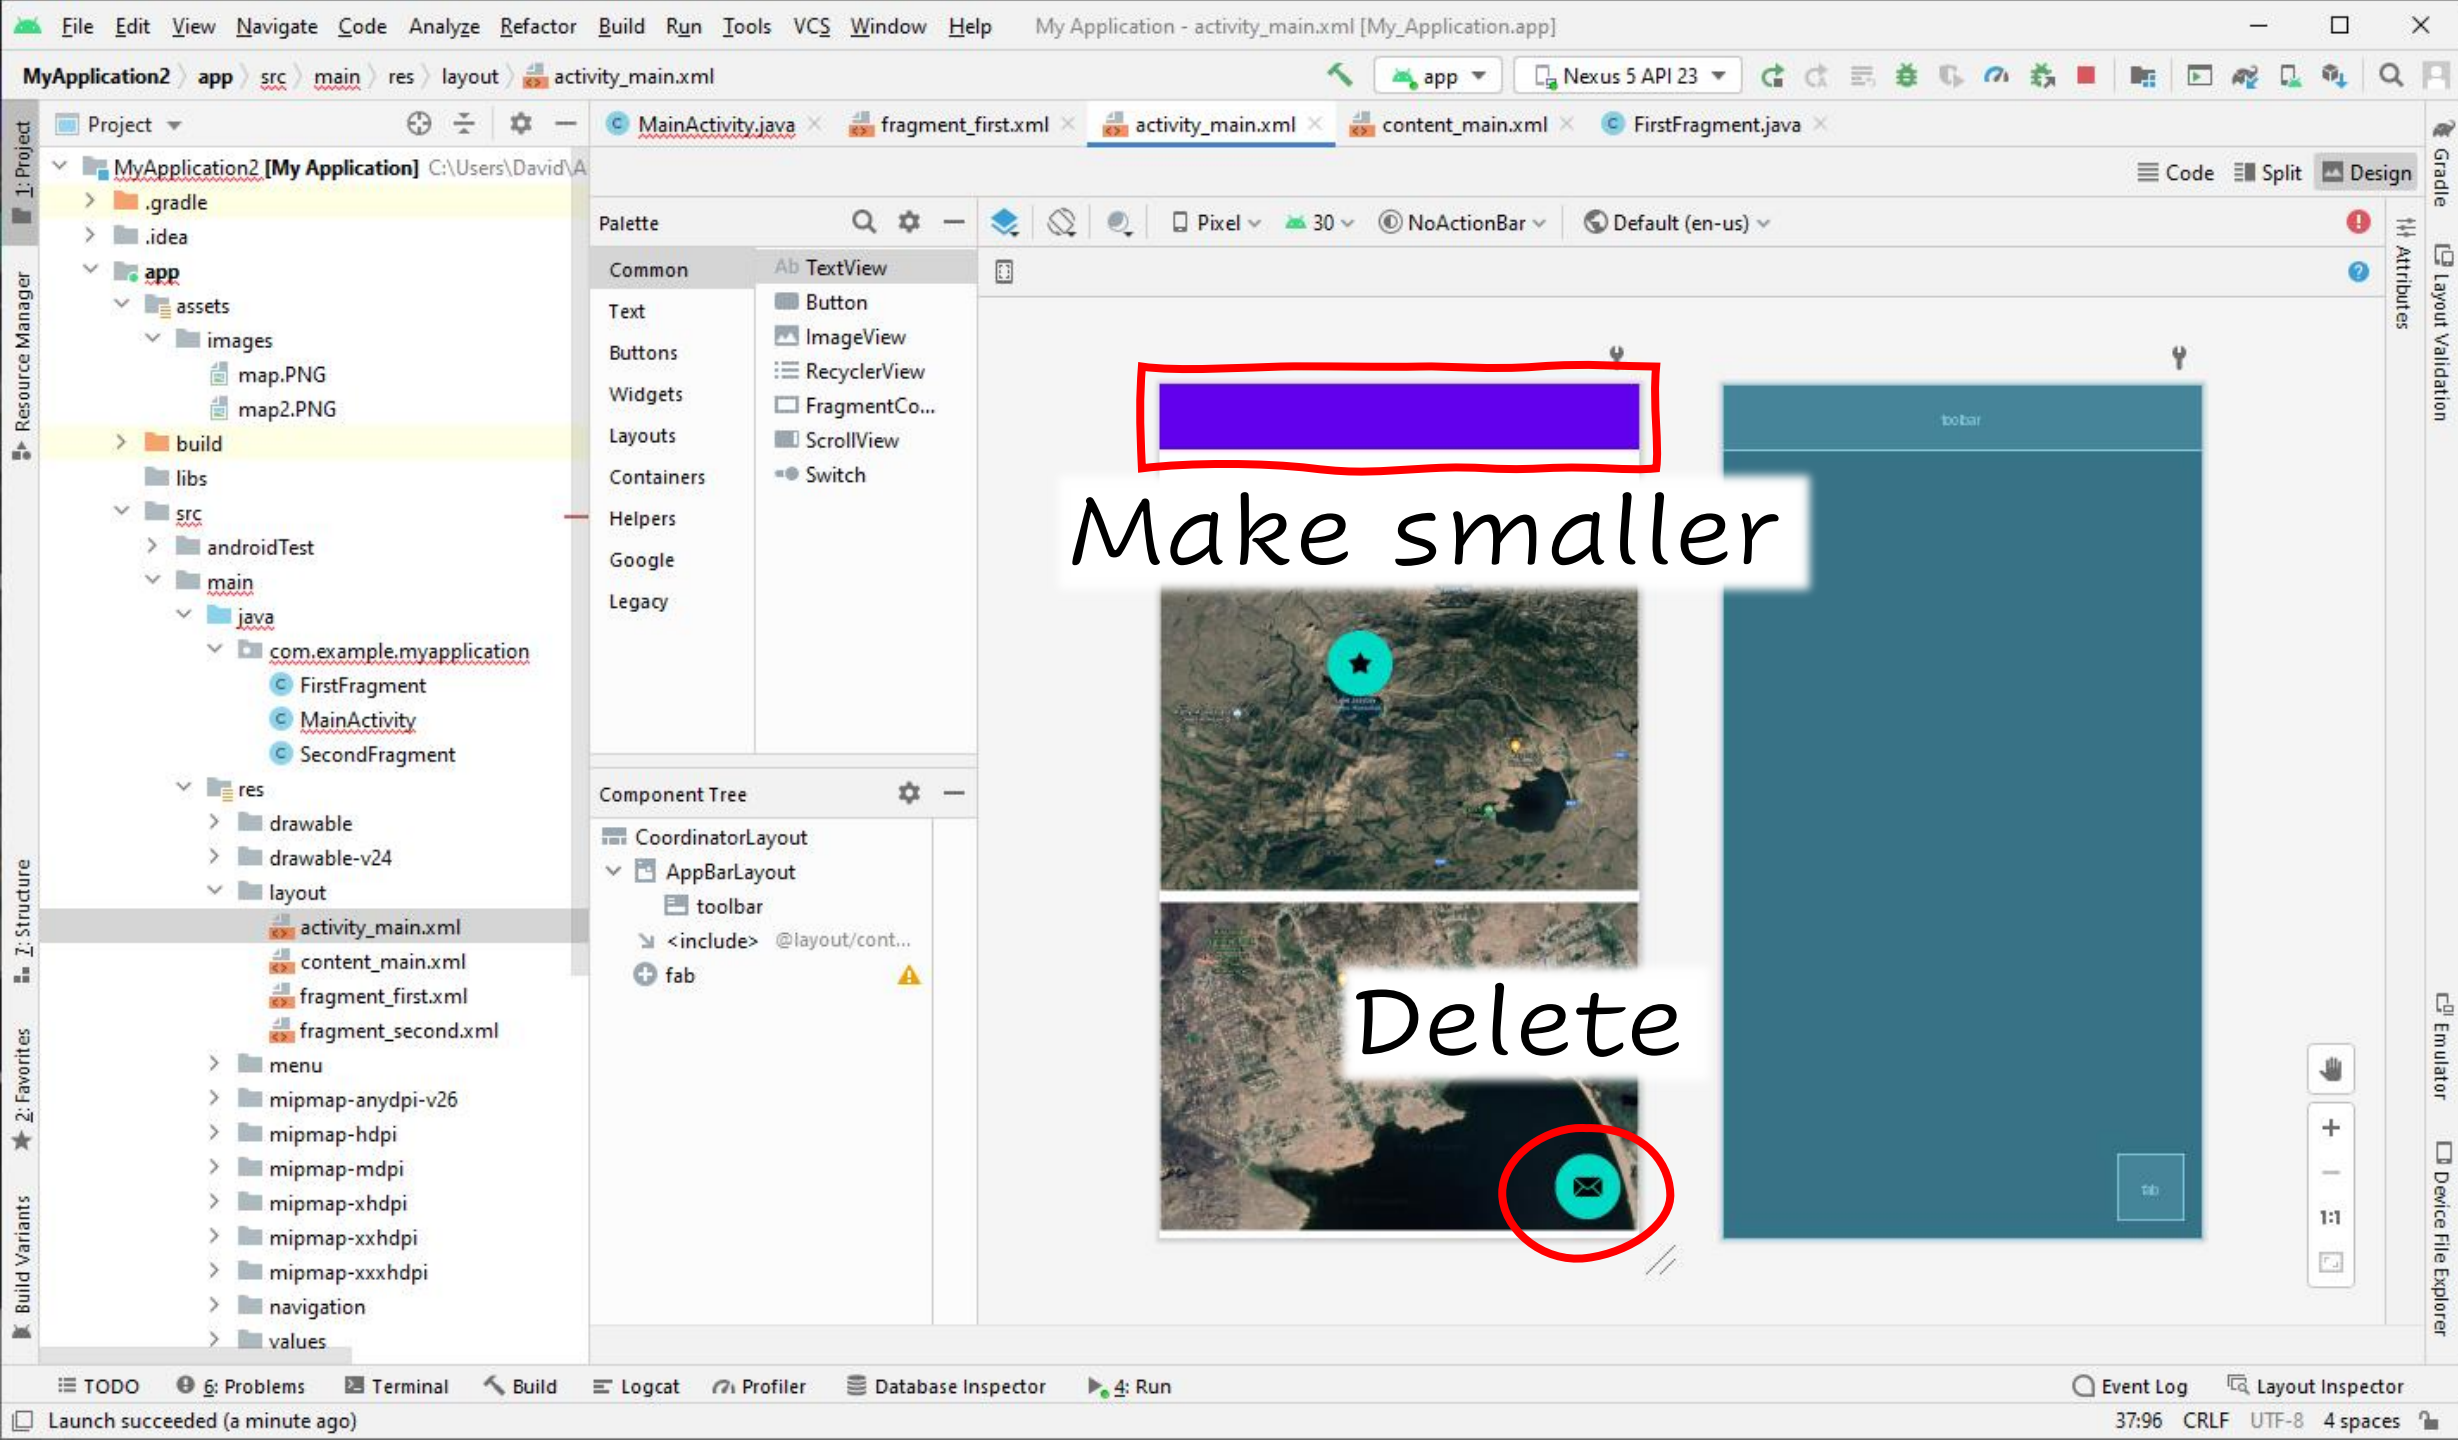 File Edit View Navigate Code Analyze Refactor Build Run Tools VCS Window Help My Application - activity_main.xml [My_Application.app]
MyApplication2 app src main res layout activity_main.xml app Nexus 5 API 23
1: Project
Resource Manager
7: Structure
2: Favorites
Build Variants
Project
MyApplication2 [My Application] C:\Users\David\A
.gradle
.idea
app
assets
images
map.PNG
map2.PNG
build
libs
src
androidTest
main
java
com.example.myapplication
FirstFragment
MainActivity
SecondFragment
res
drawable
drawable-v24
layout
activity_main.xml
content_main.xml
fragment_first.xml
fragment_second.xml
menu
mipmap-anydpi-v26
mipmap-hdpi
mipmap-mdpi
mipmap-xhdpi
mipmap-xxhdpi
mipmap-xxxhdpi
navigation
values
MainActivity.java fragment_first.xml activity_main.xml content_main.xml FirstFragment.java
Code Split Design
Palette
Common
Text
Buttons
Widgets
Layouts
Containers
Helpers
Google
Legacy
Ab TextView
Button
ImageView
RecyclerView
FragmentCo...
ScrollView
Switch
Component Tree
CoordinatorLayout
AppBarLayout
toolbar
<include> @layout/cont...
fab
Pixel 30 NoActionBar Default (en-us)
toolbar
Make smaller
Delete
fab
1:1
Attributes
Gradle
Layout Validation
Emulator
Device File Explorer
TODO 6: Problems Terminal Build Logcat Profiler Database Inspector 4: Run Event Log Layout Inspector
Launch succeeded (a minute ago) 37:96 CRLF UTF-8 4 spaces